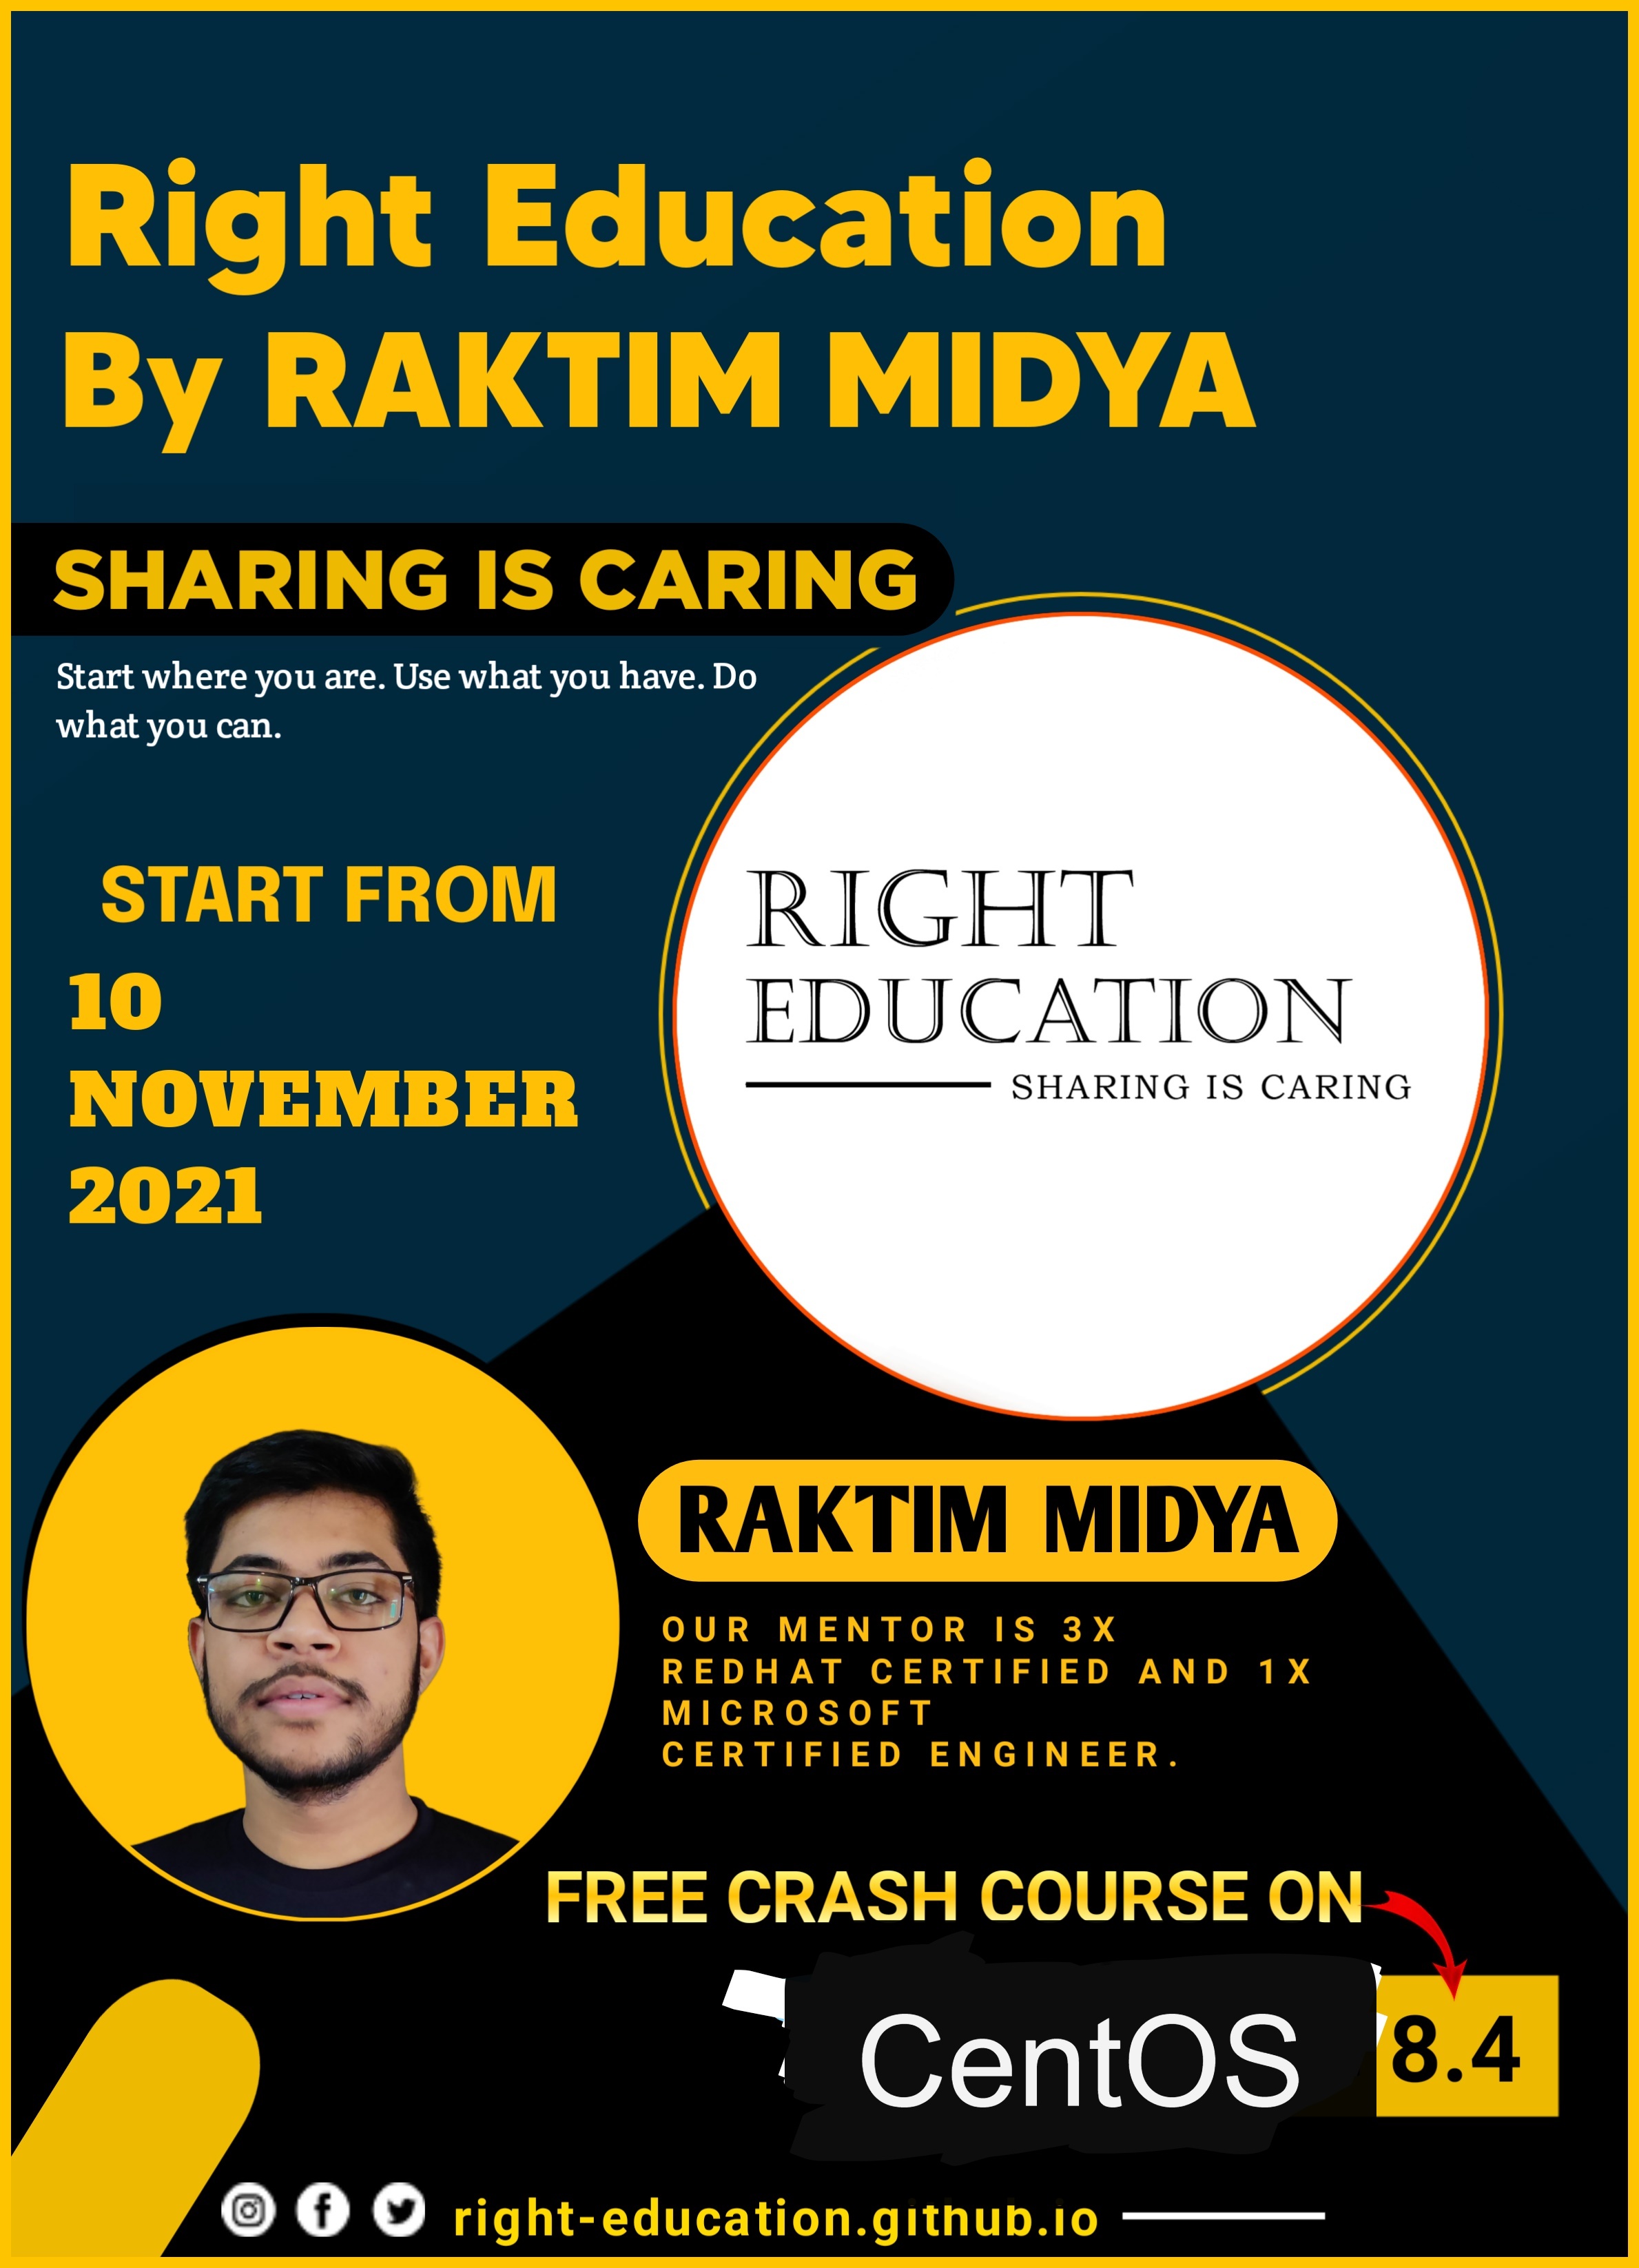 Right Education
By RAKTIM MIDYA
SHARING IS CARING
Start where you are. Use what you have. Do
what you can.
START FROM
10
NOVEMBER
2021
RIGHT
EDUCATION
SHARING IS CARING
RAKTIM MIDYA
OUR MENTOR IS 3X
REDHAT CERTIFIED AND 1X
MICROSOFT
CERTIFIED ENGINEER.
FREE CRASH COURSE ON
CentOS 8.4
right-education.github.io